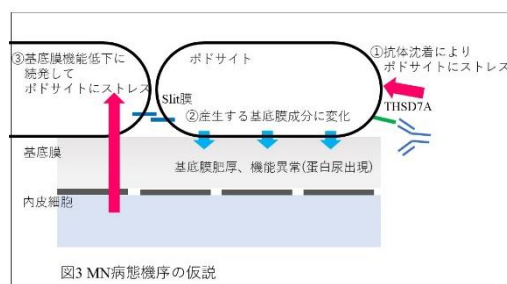 ③基底膜機能低下に
続発して
ポドサイトにストレス
ポドサイト
①抗体沈着により
ポドサイトにストレス
Slit膜
THSD7A
②産生する基底膜成分に変化
基底膜
基底膜肥厚、機能異常(蛋白尿出現)
内皮細胞
図3 MN病態機序の仮説